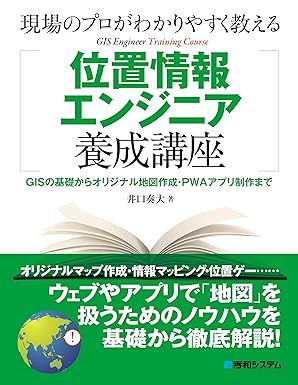 現場のプロがわかりやすく教える
GIS Engineer Training Course
位置情報
エンジニア
養成講座
GISの基礎からオリジナル地図作成・PWAアプリ制作まで
井口奏大 著
オリジナルマップ作成・情報マッピング・位置ゲー……
ウェブやアプリで「地図」を
扱うためのノウハウを
基礎から徹底解説!
秀和システム